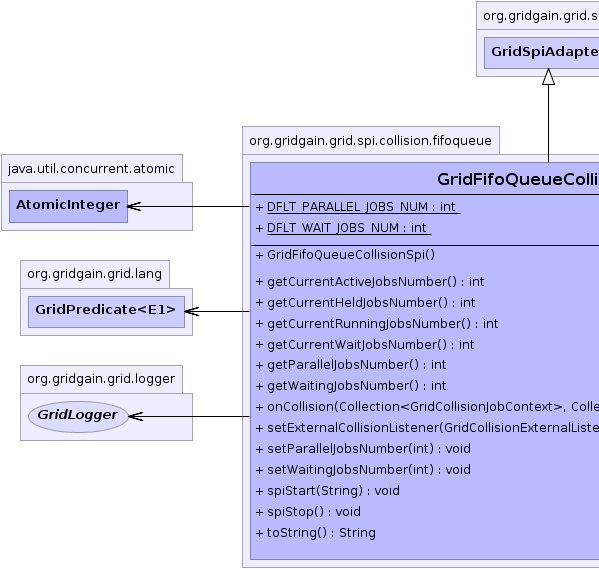 org.gridgain.grid.s
GridSpiAdapte
org.gridgain.grid.spi.collision.fifoqueue
java.util.concurrent.atomic
AtomicInteger
org.gridgain.grid.lang
GridPredicate<E1>
org.gridgain.grid.logger
GridLogger
GridFifoQueueColli
+ DFLT_PARALLEL_JOBS_NUM : int
+ DFLT_WAIT_JOBS_NUM : int
+ GridFifoQueueCollisionSpi()
+ getCurrentActiveJobsNumber() : int
+ getCurrentHeldJobsNumber() : int
+ getCurrentRunningJobsNumber() : int
+ getCurrentWaitJobsNumber() : int
+ getParallelJobsNumber() : int
+ getWaitingJobsNumber() : int
+ onCollision(Collection<GridCollisionJobContext>, Colle
+ setExternalCollisionListener(GridCollisionExternalListe
+ setParallelJobsNumber(int) : void
+ setWaitingJobsNumber(int) : void
+ spiStart(String) : void
+ spiStop() : void
+ toString() : String